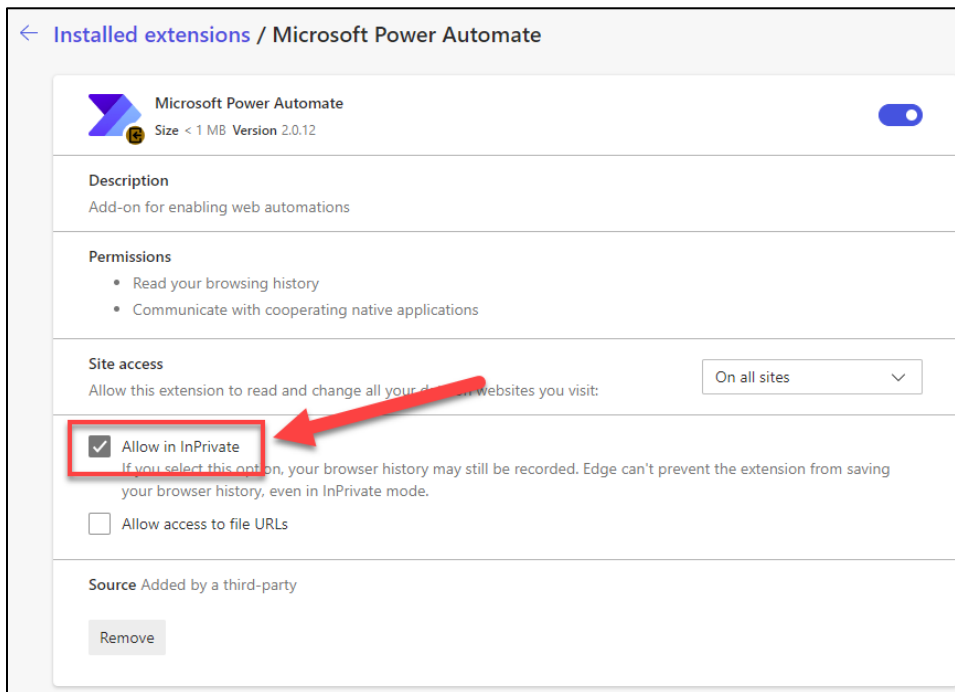 Installed extensions / Microsoft Power Automate
Microsoft Power Automate
Size < 1 MB Version 2.0.12
Description
Add-on for enabling web automations
Permissions
• Read your browsing history
• Communicate with cooperating native applications
Site access
Allow this extension to read and change all your websites you visit:
On all sites
Allow in InPrivate
If you select this option, your browser history may still be recorded. Edge can't prevent the extension from saving
your browser history, even in InPrivate mode.
Allow access to file URLs
Source Added by a third-party
Remove